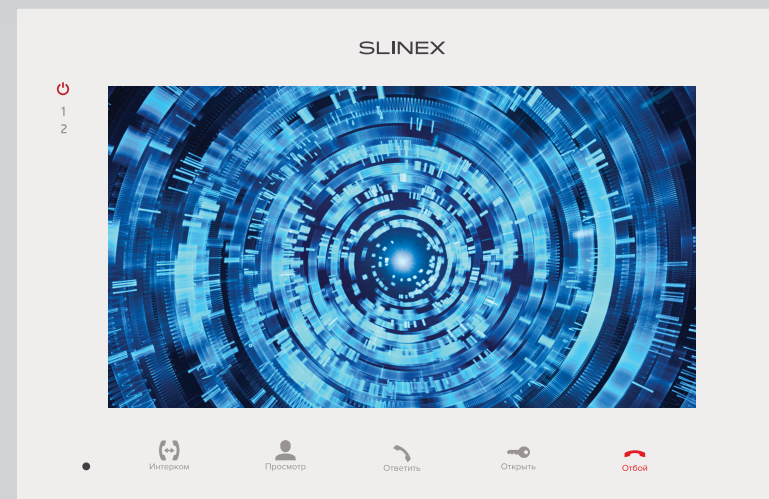 SLINEX
1
2
Интерком
Просмотр
Ответить
Открыть
Отбой